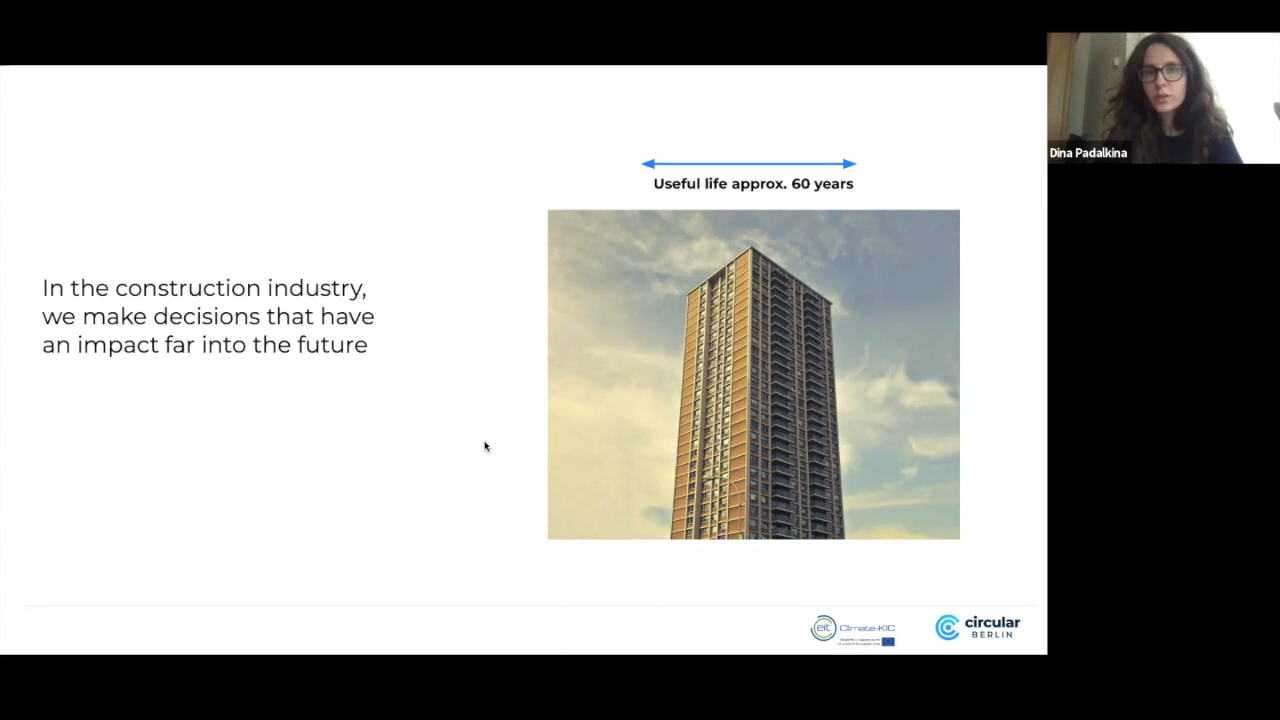 Useful life approx. 60 years
In the construction industry,
we make decisions that have
an impact far into the future
Dina Padalkina
eit Climate-KIC
circular
BERLIN